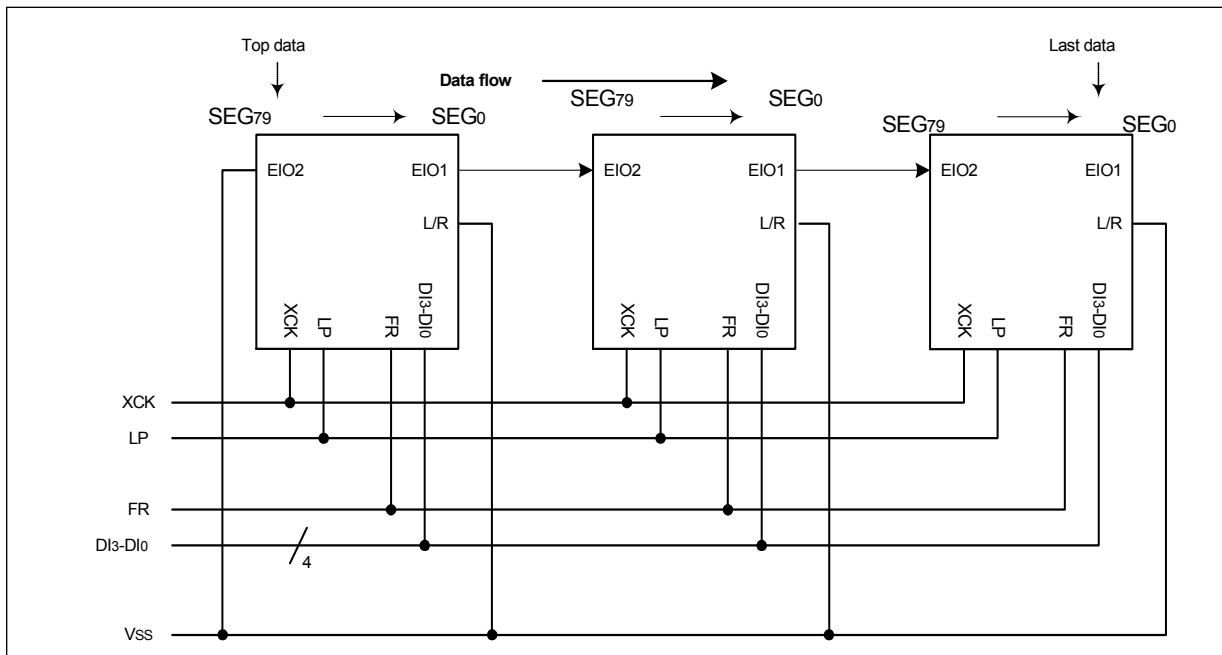 Top data
Last data
Data flow
SEG79
SEG0
SEG79
SEG0
SEG79
SEG0
EIO2
EIO1
EIO2
EIO1
EIO2
EIO1
L/R
L/R
L/R
XCK
LP
FR
DI3-DI0
XCK
LP
FR
DI3-DI0
XCK
LP
FR
DI3-DI0
XCK
LP
FR
DI3-DI0
4
VSS